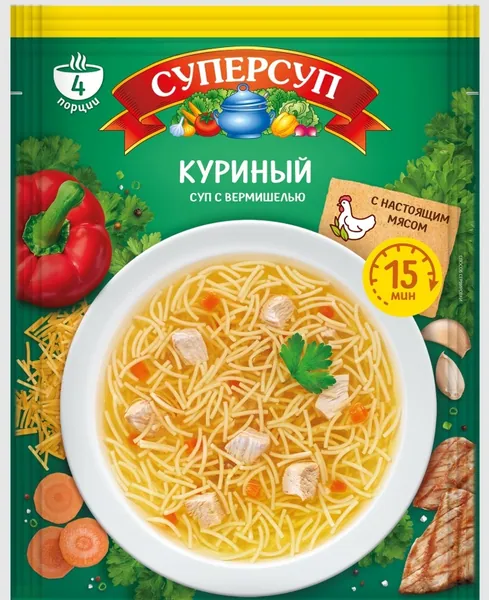 4
порции
СУПЕРСУП
КУРИНЫЙ
СУП С ВЕРМИШЕЛЬЮ
С НАСТОЯЩИМ
МЯСОМ
15
МИН